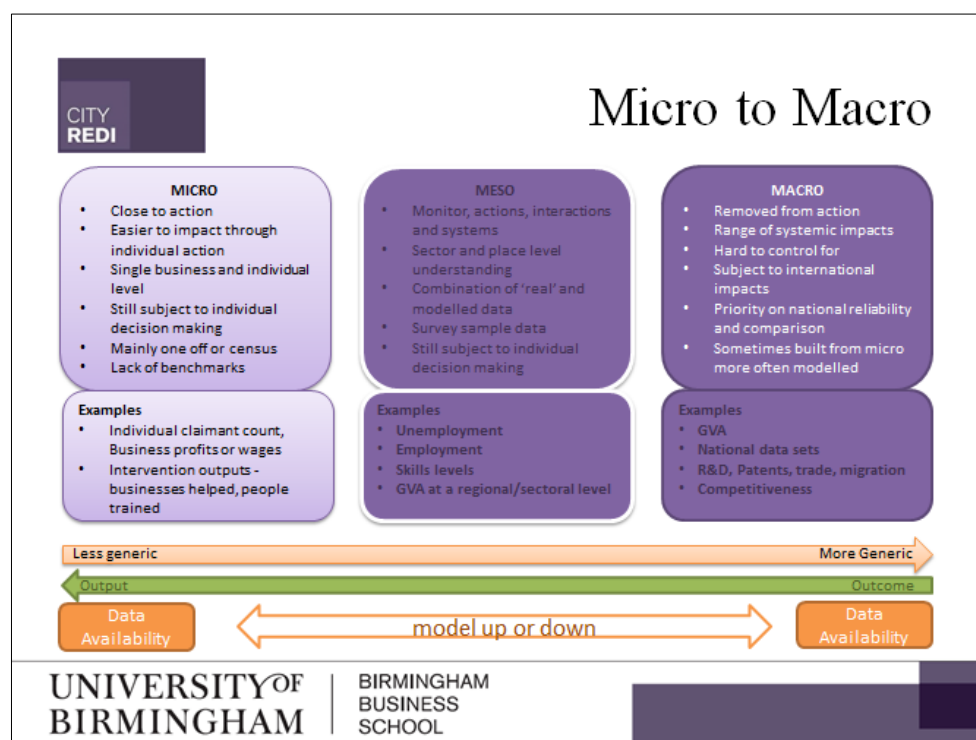 CITY
REDI
Micro to Macro
MICRO
• Close to action
• Easier to impact through
individual action
• Single business and individual
level
• Still subject to individual
decision making
• Mainly one off or census
• Lack of benchmarks
Examples
• Individual claimant count,
Business profits or wages
• Intervention outputs -
businesses helped, people
trained
MESO
• Monitor, actions, interactions
and systems
• Sector and place level
understanding
• Combination of ‘real’ and
modelled data
• Survey sample data
• Still subject to individual
decision making
Examples
• Unemployment
• Employment
• Skills levels
• GVA at a regional/sectoral level
MACRO
• Removed from action
• Range of systemic impacts
• Hard to control for
• Subject to international
impacts
• Priority on national reliability
and comparison
• Sometimes built from micro
more often modelled
Examples
• GVA
• National data sets
• R&D, Patents, trade, migration
• Competitiveness
Less generic More Generic
Output Outcome
Data
Availability
model up or down
Data
Availability
UNIVERSITY OF
BIRMINGHAM
BIRMINGHAM
BUSINESS
SCHOOL